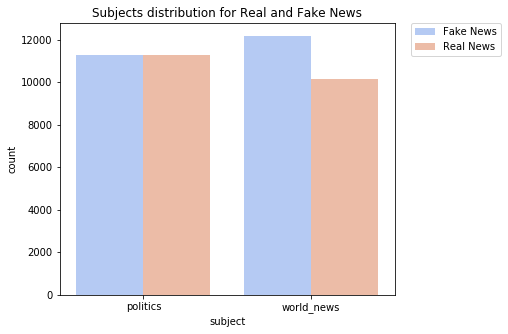 Subjects distribution for Real and Fake News
Fake News
Real News
12000
10000
8000
6000
4000
2000
0
count
politics
world_news
subject